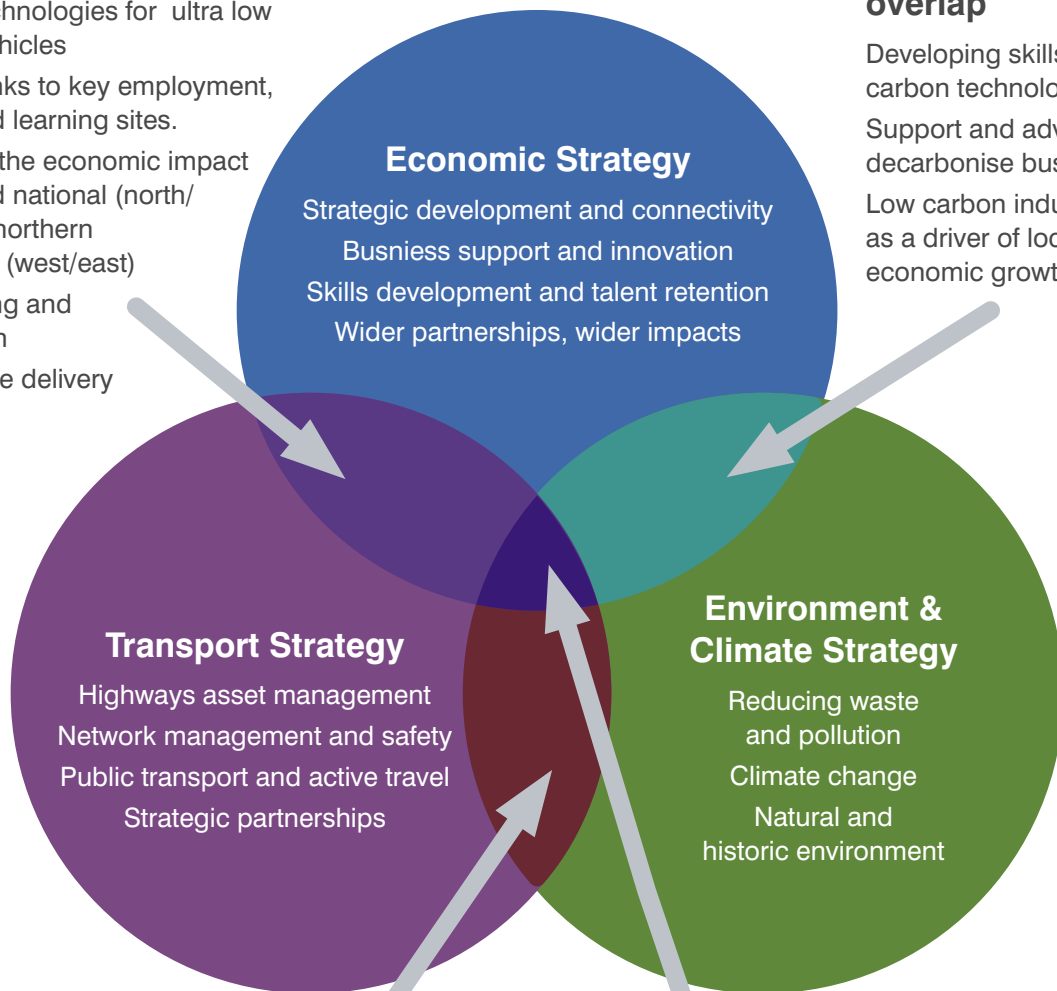 chnologies for ultra low
hicles
nks to key employment,
d learning sites.
the economic impact
d national (north/
northern
(west/east)
ng and
n
e delivery
overlap
Developing skills
carbon technolo
Support and adv
decarbonise bus
Low carbon indu
as a driver of loc
economic growt
Economic Strategy
Strategic development and connectivity
Busniess support and innovation
Skills development and talent retention
Wider partnerships, wider impacts
Transport Strategy
Highways asset management
Network management and safety
Public transport and active travel
Strategic partnerships
Environment &
Climate Strategy
Reducing waste
and pollution
Climate change
Natural and
historic environment